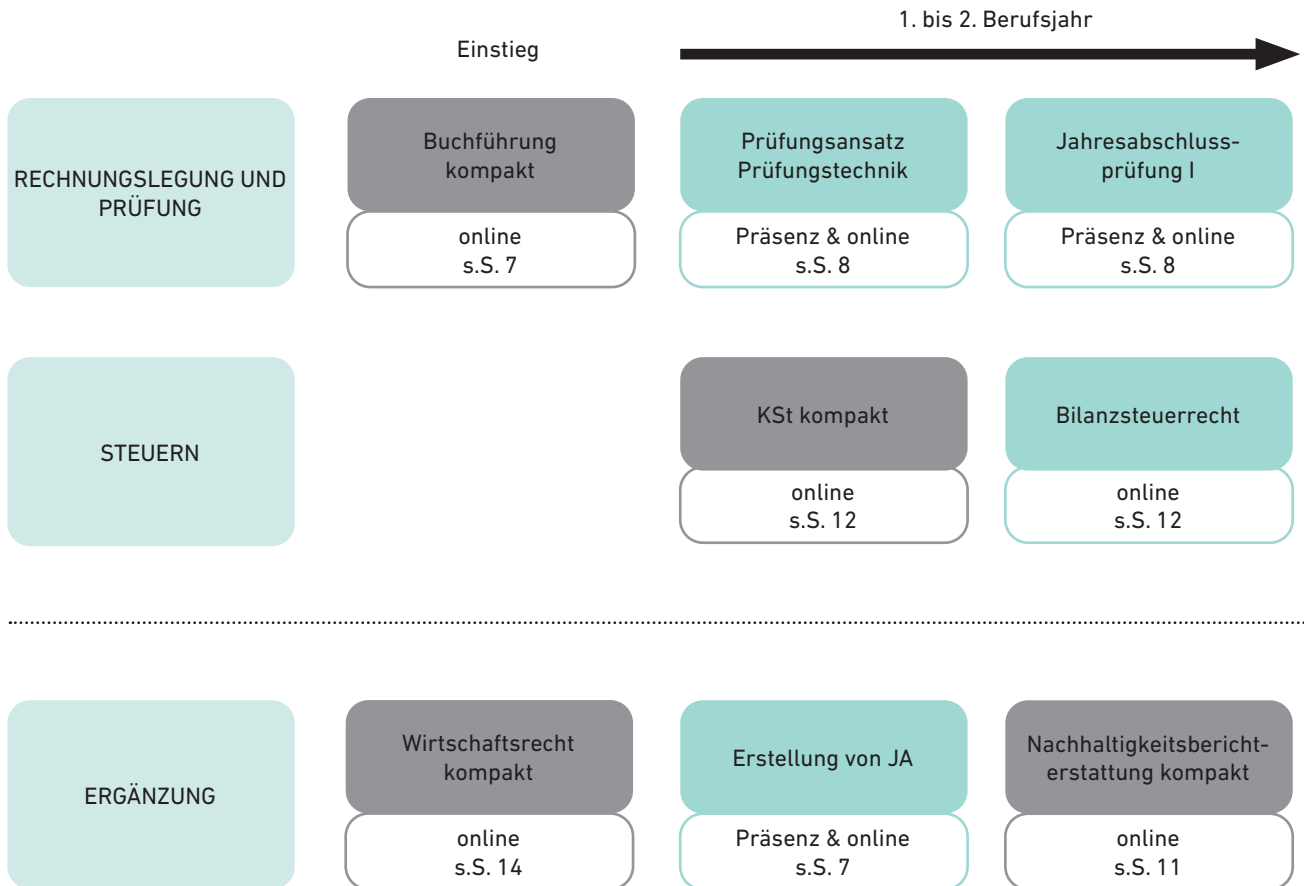 1. bis 2. Berufsjahr
Einstieg
RECHNUNGSLEGUNG UND
PRÜFUNG
Buchführung
kompakt
online
s.S. 7
Prüfungsansatz
Prüfungstechnik
Präsenz & online
s.S. 8
Jahresabschluss-
prüfung I
Präsenz & online
s.S. 8
STEUERN
KSt kompakt
online
s.S. 12
Bilanzsteuerrecht
online
s.S. 12
ERGÄNZUNG
Wirtschaftsrecht
kompakt
online
s.S. 14
Erstellung von JA
Präsenz & online
s.S. 7
Nachhaltigkeitsbericht-
erstattung kompakt
online
s.S. 11